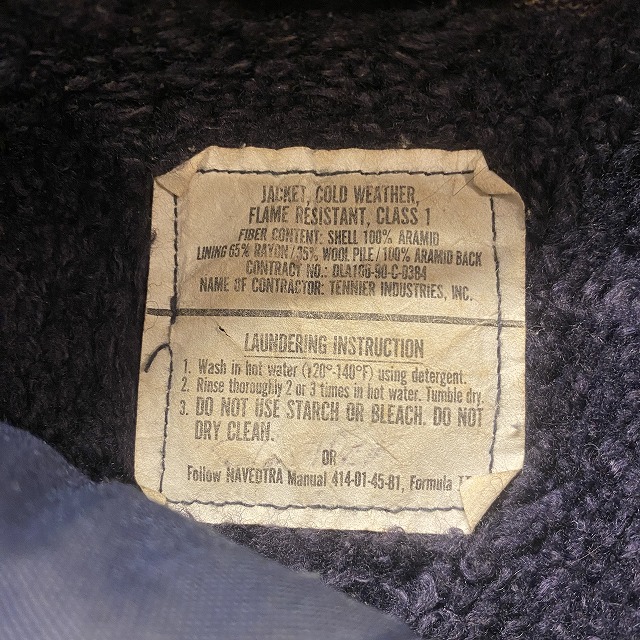 JACKET, COLD WEATHER,
FLAME RESISTANT, CLASS 1
FIBER CONTENT: SHELL 100% ARAMID
LINING 65% RAYON/35% WOOL PILE/100% ARAMID BACK
CONTRACT NO.: DLA100-90-C-0384
NAME OF CONTRACTOR: TENNIER INDUSTRIES, INC.
LAUNDERING INSTRUCTION
1. Wash in hot water (120°-140°F) using detergent.
2. Rinse thoroughly 2 or 3 times in hot water. Tumble dry.
3. DO NOT USE STARCH OR BLEACH. DO NOT
DRY CLEAN.
OR
Follow NAVEDTRA Manual 414-01-45-81, Formula